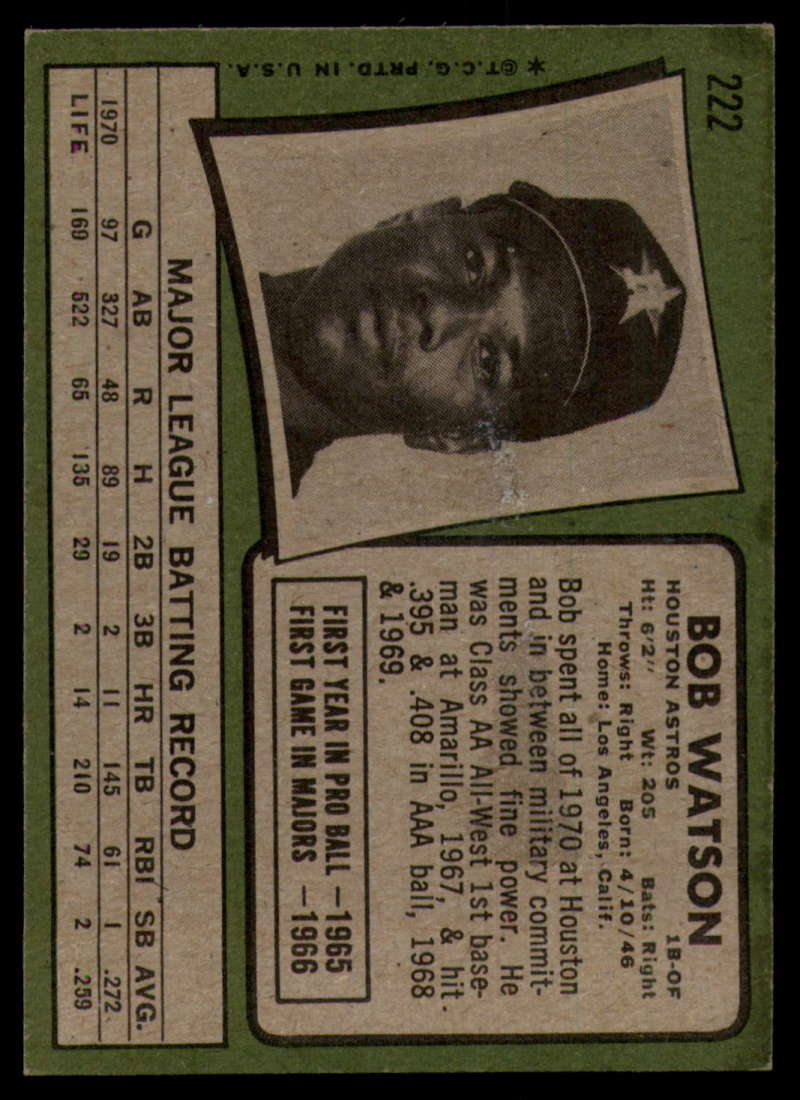 222
BOB WATSON
HOUSTON ASTROS 1B-OF
Ht: 6'2" Wt: 205 Bats: Right
Throws: Right Born: 4/10/46
Home: Los Angeles, Calif.
Bob spent all of 1970 at Houston
and in between military commit-
ments showed fine power. He
was Class AA All-West 1st base-
man at Amarillo, 1967, & hit
.395 & .408 in AAA ball, 1968
& 1969.
FIRST YEAR IN PRO BALL —1965
FIRST GAME IN MAJORS —1966
MAJOR LEAGUE BATTING RECORD
G AB R H 2B 3B HR TB RBI SB AVG.
1970 97 327 48 89 19 2 11 145 61 1 .272
LIFE 169 522 65 135 29 2 14 210 74 2 .259
*©T.C.G. PRTD. IN U.S.A.